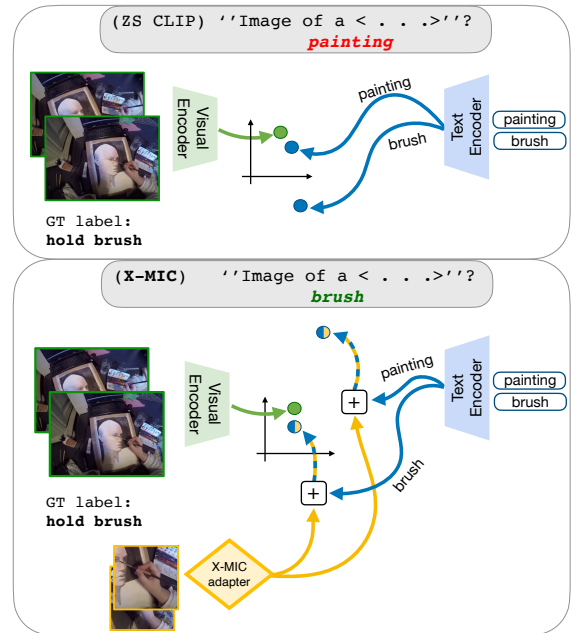 (ZS CLIP) ‘‘Image of a < . . .>’’?
painting
Visual
Encoder
painting
brush
Text
Encoder
painting
brush
GT label:
hold brush
(X-MIC) ‘‘Image of a < . . .>’’?
brush
Visual
Encoder
painting
brush
Text
Encoder
painting
brush
+
+
GT label:
hold brush
X-MIC
adapter